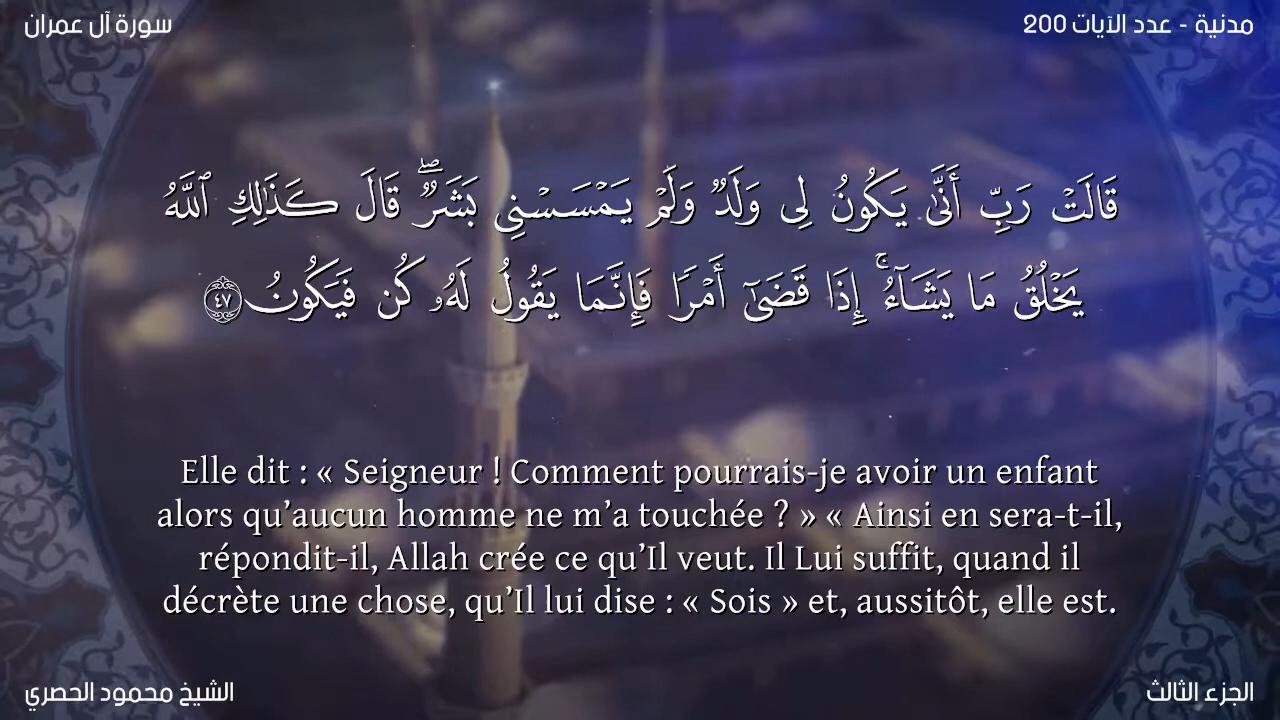 سورة آل عمران
مدنية - عدد الآيات 200
قَالَتْ رَبِّ أَنَّىٰ يَكُونُ لِى وَلَدٌ وَلَمْ يَمْسَسْنِى بَشَرٌ ۖ قَالَ كَذَٰلِكِ ٱللَّهُ
يَخْلُقُ مَا يَشَآءُ ۚ إِذَا قَضَىٰٓ أَمْرًا فَإِنَّمَا يَقُولُ لَهُۥ كُن فَيَكُونُ ٤٧
Elle dit : « Seigneur ! Comment pourrais-je avoir un enfant
alors qu’aucun homme ne m’a touchée ? » « Ainsi en sera-t-il,
répondit-il, Allah crée ce qu’Il veut. Il Lui suffit, quand il
décrète une chose, qu’Il lui dise : « Sois » et, aussitôt, elle est.
الشيخ محمود الحصري
الجزء الثالث